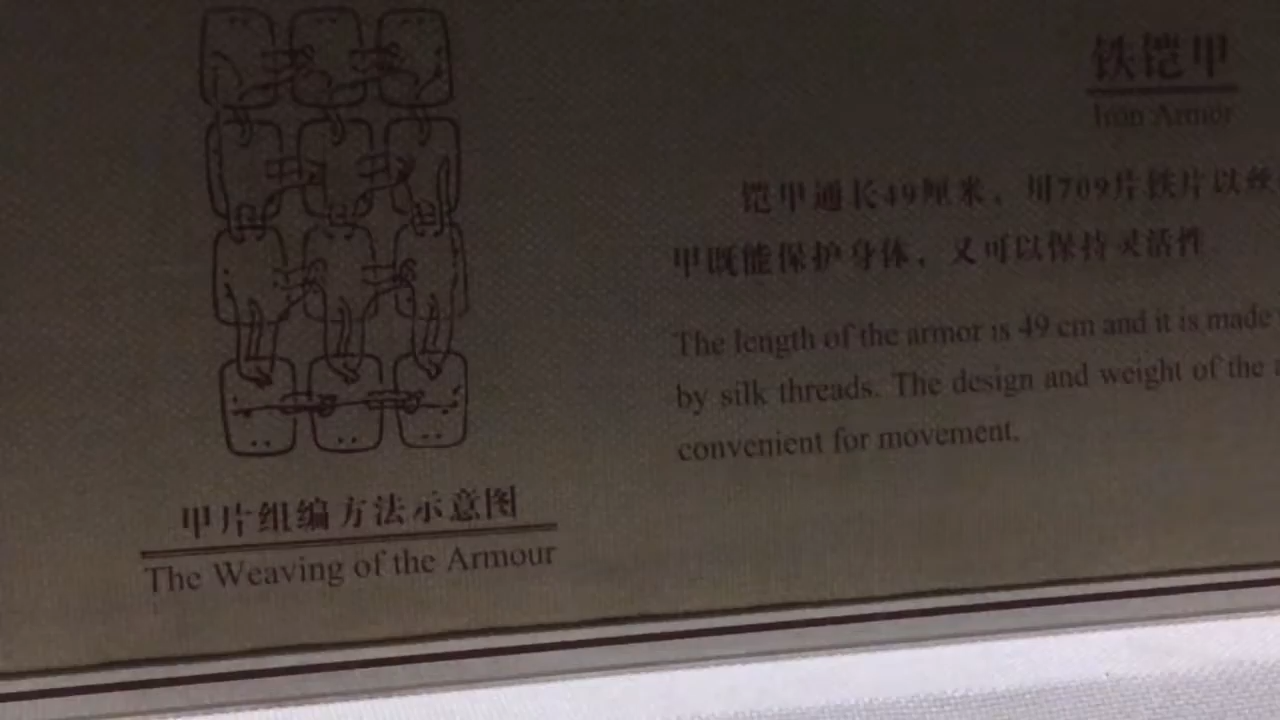 铁铠甲
Iron Armor
铠甲通长49厘米，用709片铁片以丝
甲既能保护身体，又可以保持灵活性
The length of the armor is 49 cm and it is made
by silk threads. The design and weight of the
convenient for movement.
甲片组编方法示意图
The Weaving of the Armour